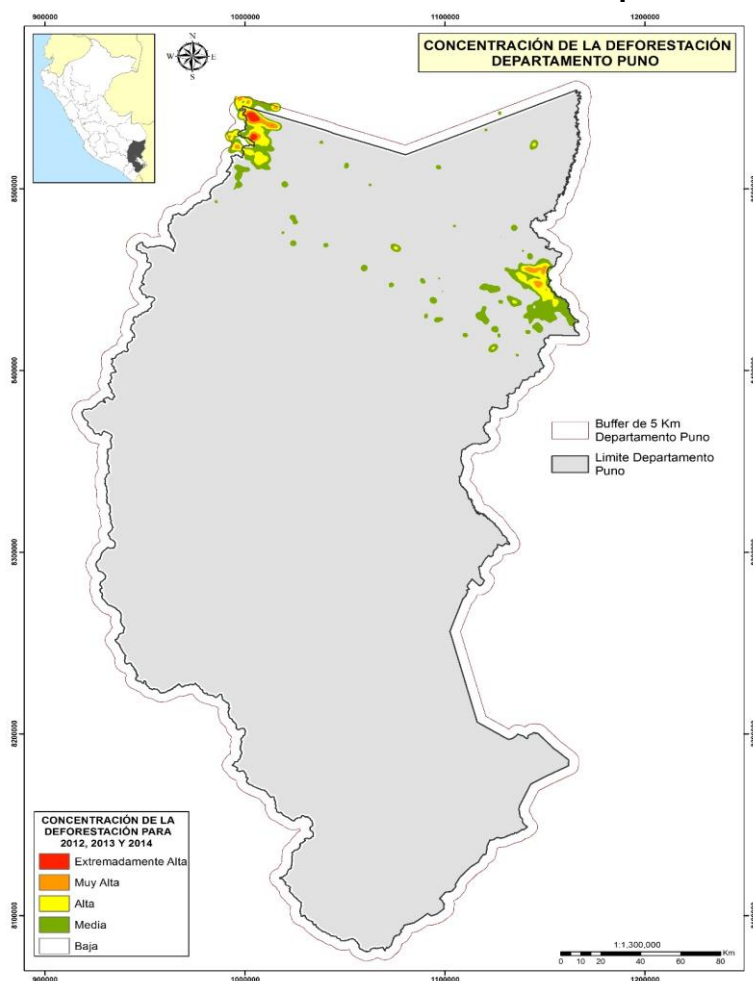 900000
1000000
1100000
1200000
CONCENTRACIÓN DE LA DEFORESTACIÓN
DEPARTAMENTO PUNO
N
W
E
S
8500000
8400000
Buffer de 5 Km
Departamento Puno
Limite Departamento
Puno
8300000
8200000
CONCENTRACIÓN DE LA
DEFORESTACIÓN PARA
2012, 2013 Y 2014
Extremadamente Alta
Muy Alta
Alta
Media
Baja
8100000
1:1,300,000
0 10 20 40 60 80
Km
900000
1000000
1100000
1200000